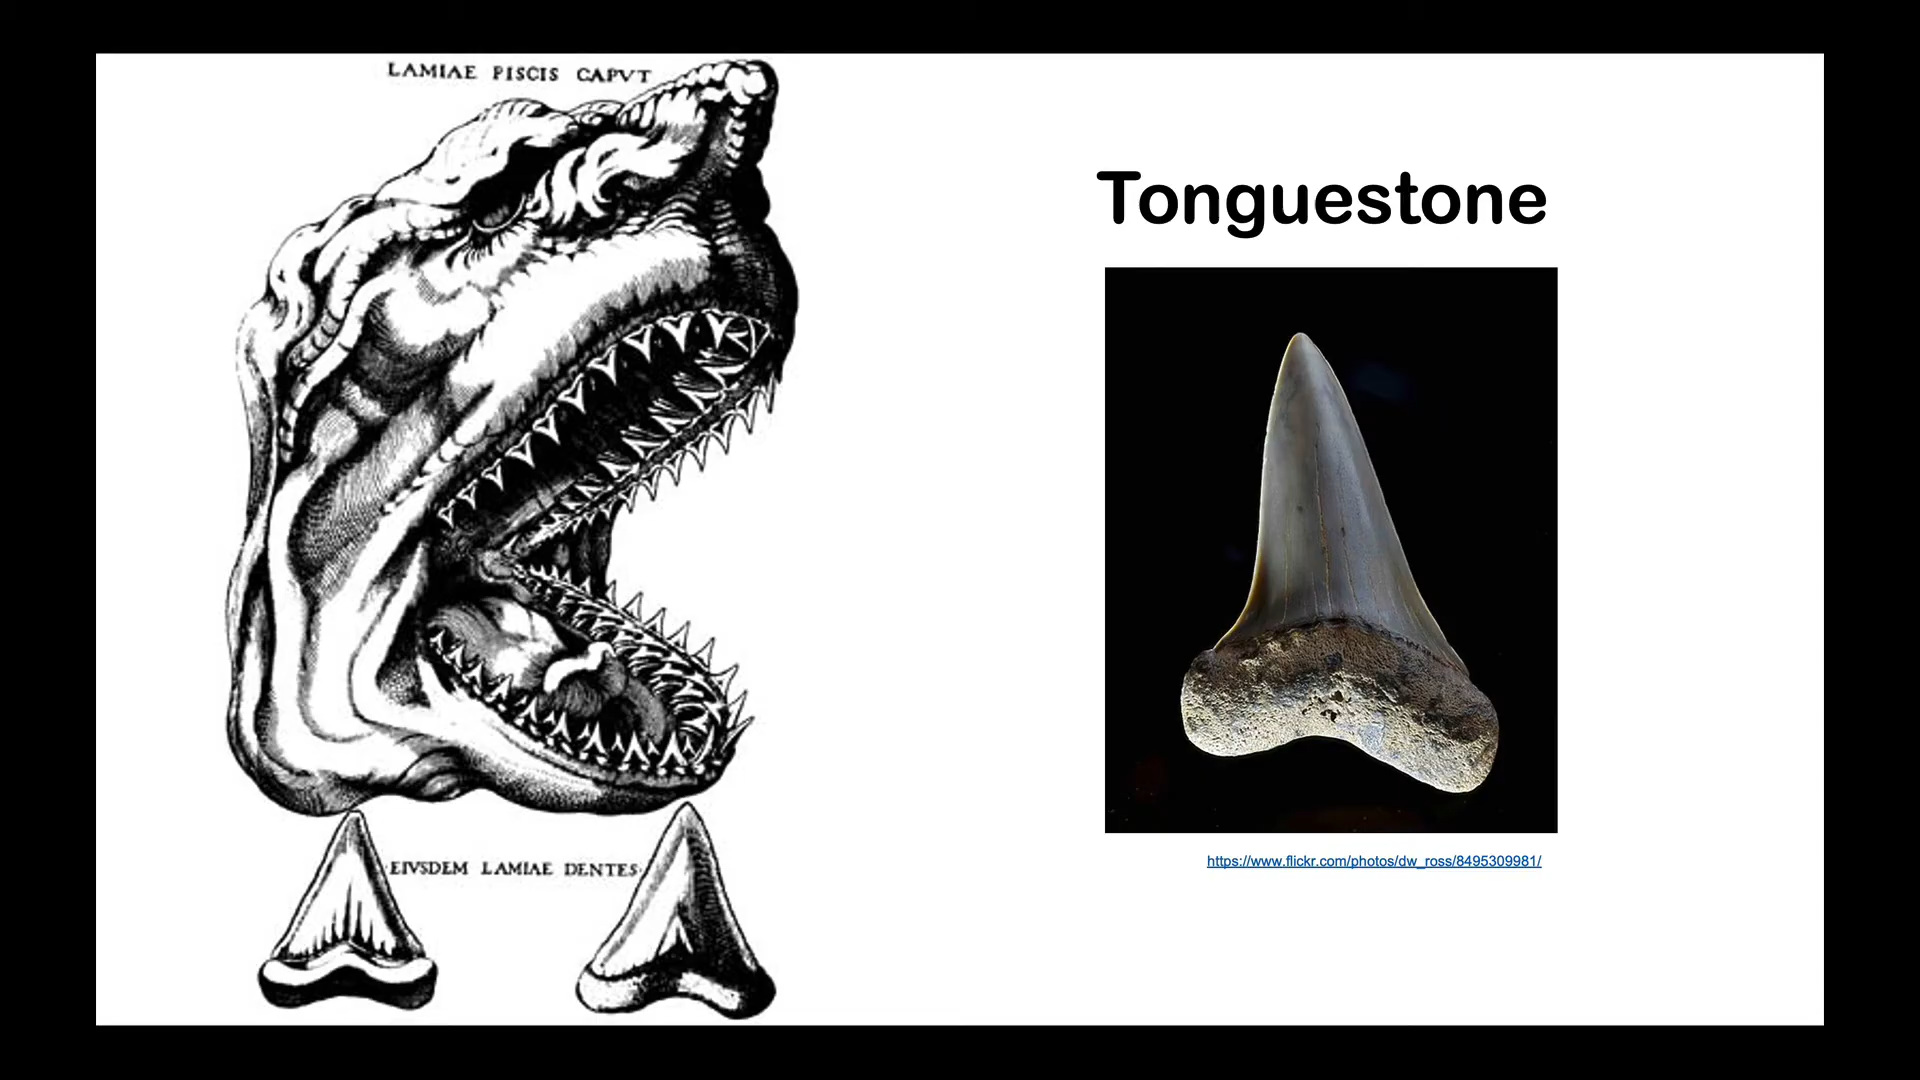 LAMIAE PISCIS CAPVT
EIVSDEM LAMIAE DENTES
Tonguestone
https://www.flickr.com/photos/dw_ross/8495309981/